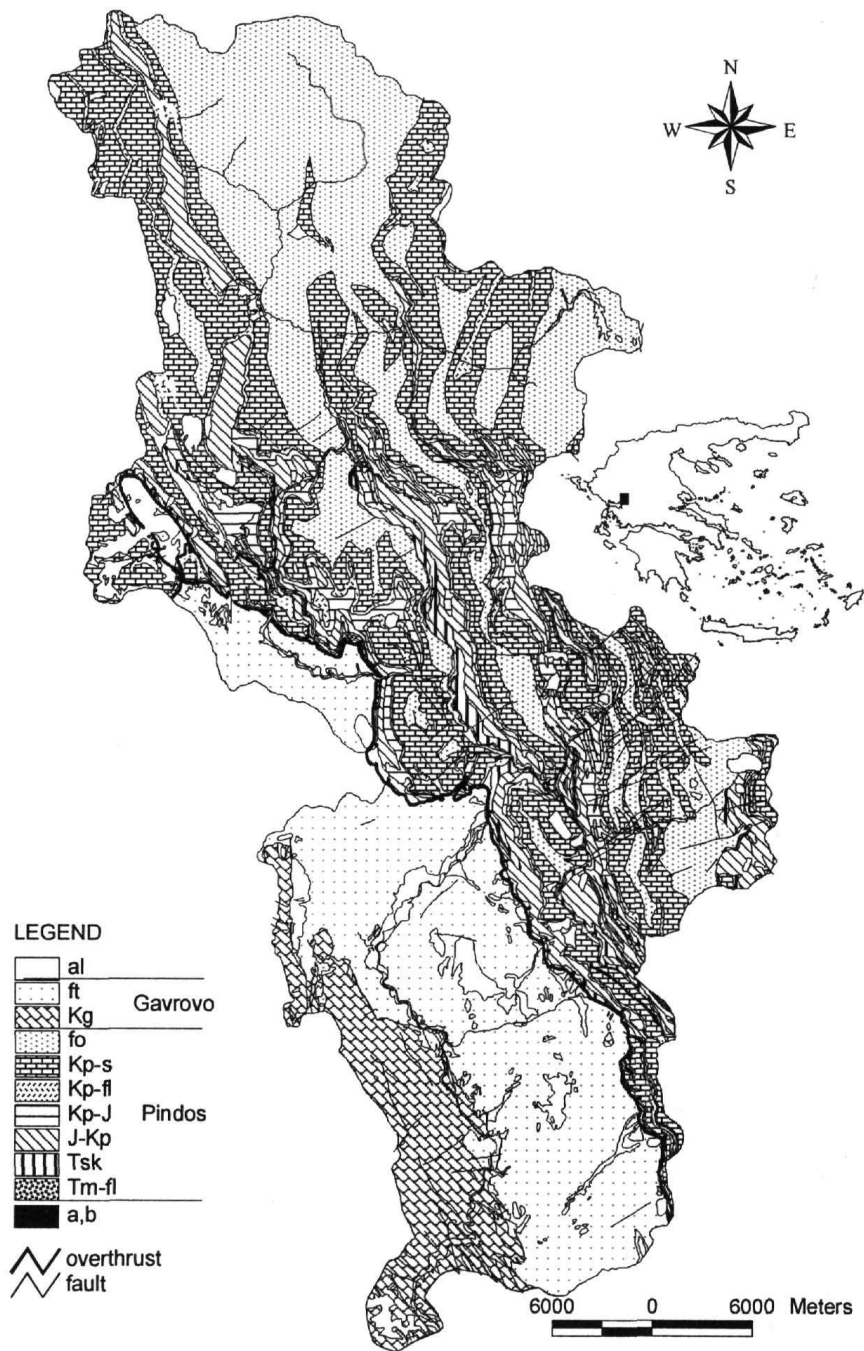 N
W E
S
LEGEND
al
ft
Gavrovo
Kg
fo
Kp-s
Kp-fl
Kp-J
Pindos
J-Kp
Tsk
Tm-fl
a,b
overthrust
fault
6000 0 6000 Meters